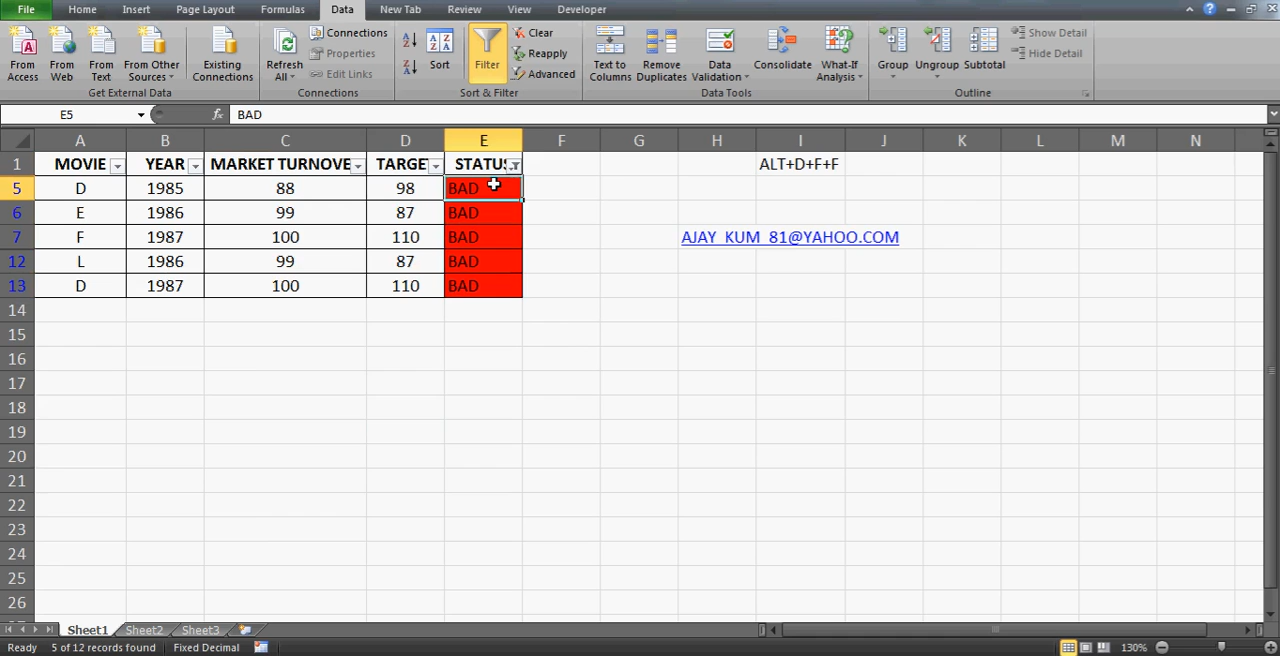 File Home Insert Page Layout Formulas Data New Tab Review View Developer
From Access From Web From Text From Other Sources Existing Connections Refresh All Connections Properties Edit Links Sort Filter Clear Reapply Advanced Text to Columns Remove Duplicates Data Validation Consolidate What-If Analysis Group Ungroup Subtotal Show Detail Hide Detail
Get External Data Connections Sort & Filter Data Tools Outline
E5 fx BAD
A B C D E F G H I J K L M N
1 MOVIE YEAR MARKET TURNOVE TARGET STATUS ALT+D+F+F
5 D 1985 88 98 BAD
6 E 1986 99 87 BAD
7 F 1987 100 110 BAD AJAY_KUM_81@YAHOO.COM
12 L 1986 99 87 BAD
13 D 1987 100 110 BAD
14
15
16
17
18
19
20
21
22
23
24
25
26
Sheet1 Sheet2 Sheet3
Ready 5 of 12 records found Fixed Decimal 130%